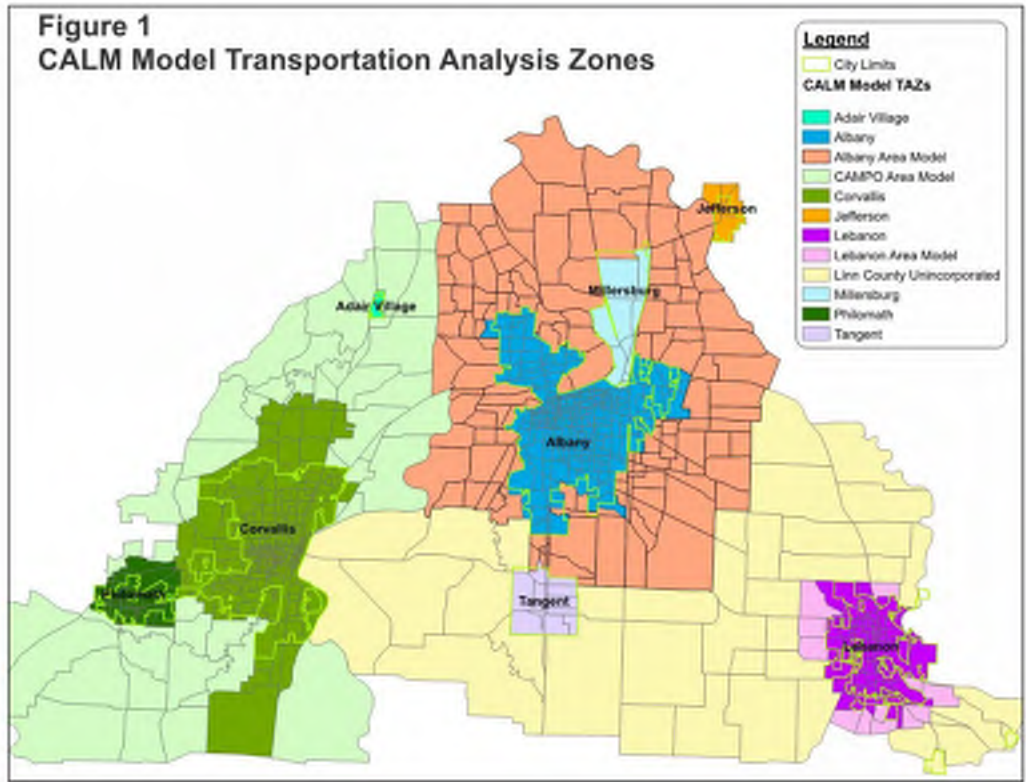 Figure 1
CALM Model Transportation Analysis Zones
Legend
City Limits
CALM Model TAZs
Adair Village
Albany
Albany Area Model
CAMPO Area Model
Corvallis
Jefferson
Lebanon
Lebanon Area Model
Linn County Unincorporated
Millersburg
Philomath
Tangent
Jefferson
Millersburg
Adair Village
Albany
Corvallis
Philomath
Tangent
Lebanon